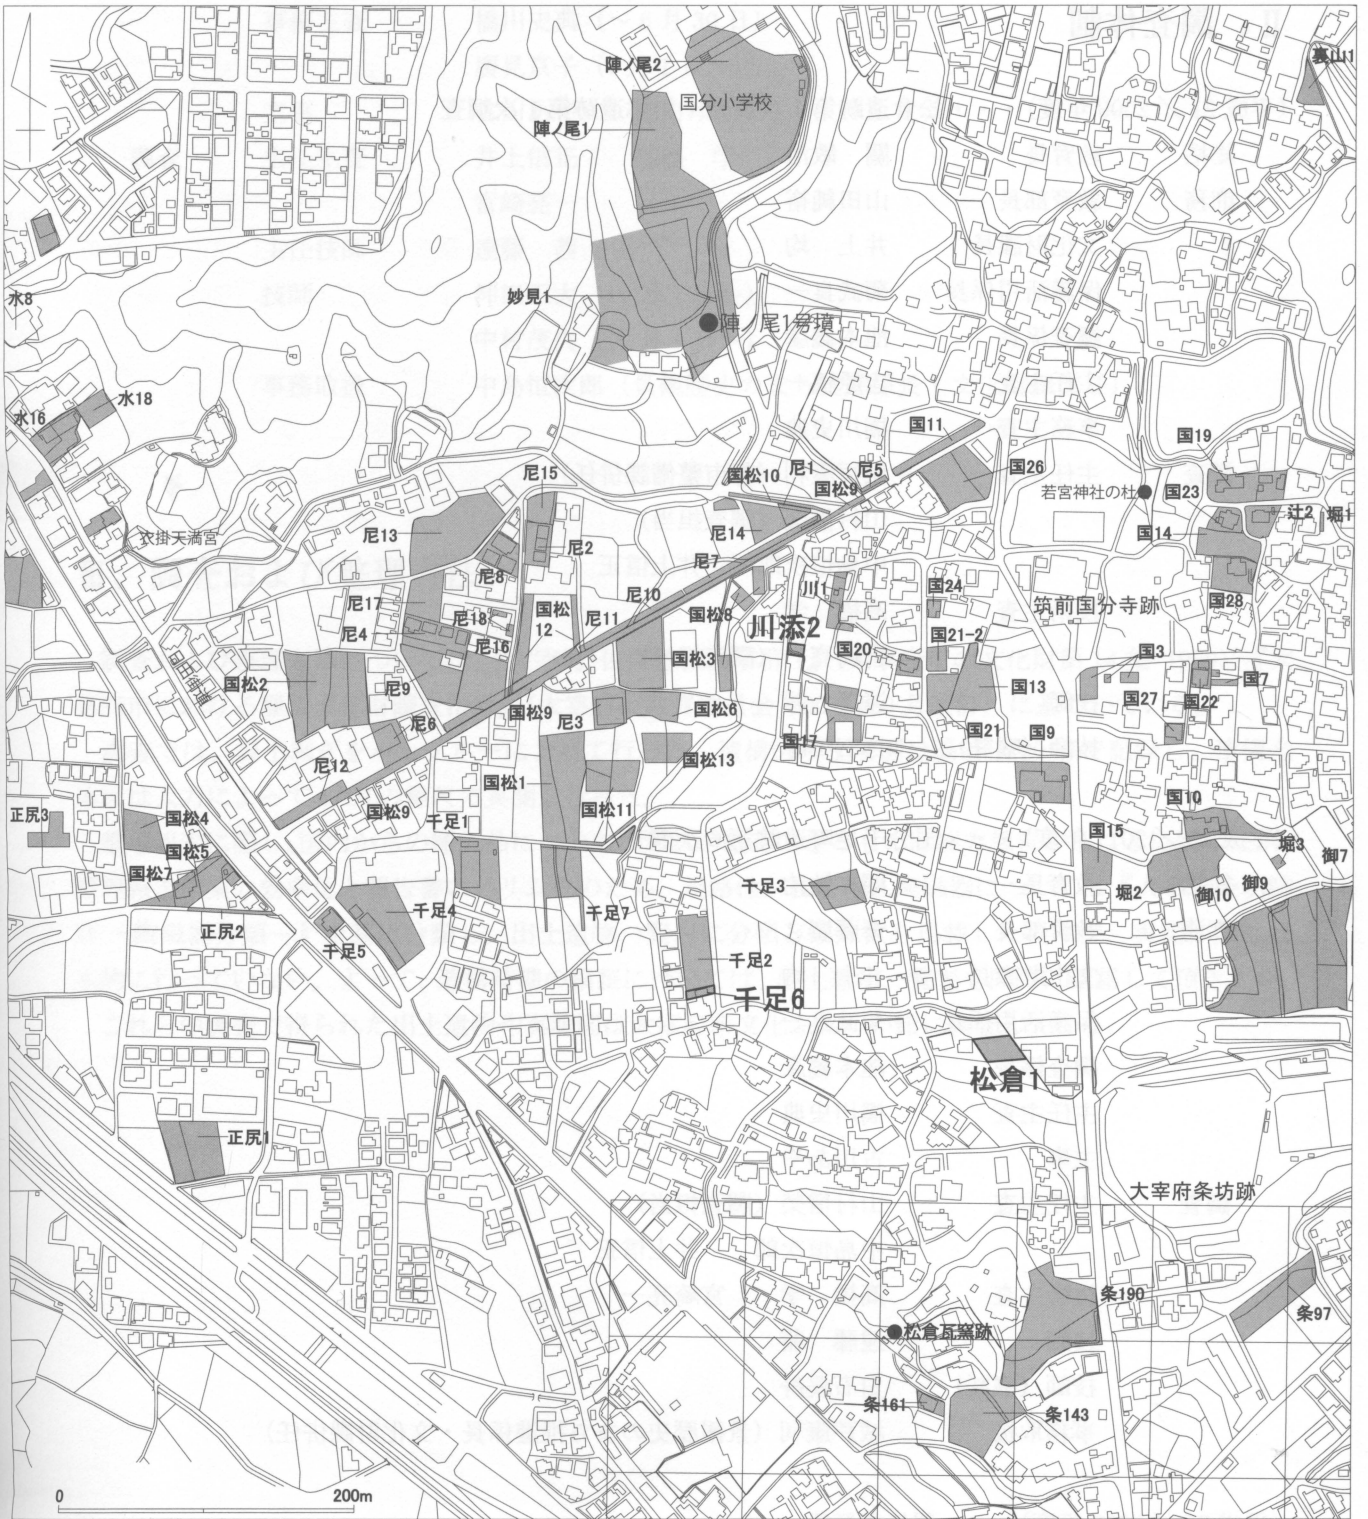 裏山1
陣ノ尾2
国分小学校
陣ノ尾1
水8
妙見1
陣ノ尾1号墳
水18
水16
国11
国19
尼15
国松10
尼1
尼5
国26
国松9
若宮神社の杜
国23
辻2
堀1
衣掛天満宮
尼13
尼2
尼14
国14
尼7
尼8
尼10
川1
国24
尼17
国松12
国松8
筑前国分寺跡
国28
尼18
尼11
川添2
尼4
尼16
国21-2
国20
国松3
国3
日田街道
国松2
尼9
国13
国7
国松9
尼3
国松6
国27
国22
尼6
国21
国9
国17
尼12
国松1
国松13
国松11
国10
正尻3
国松4
国松9
千足1
国15
国松5
堀3
御7
国松7
千足3
堀2
御10
御9
千足4
千足7
正尻2
千足5
千足2
千足6
松倉1
正尻1
大宰府条坊跡
条190
条97
松倉瓦窯跡
条161
条143
0
200m